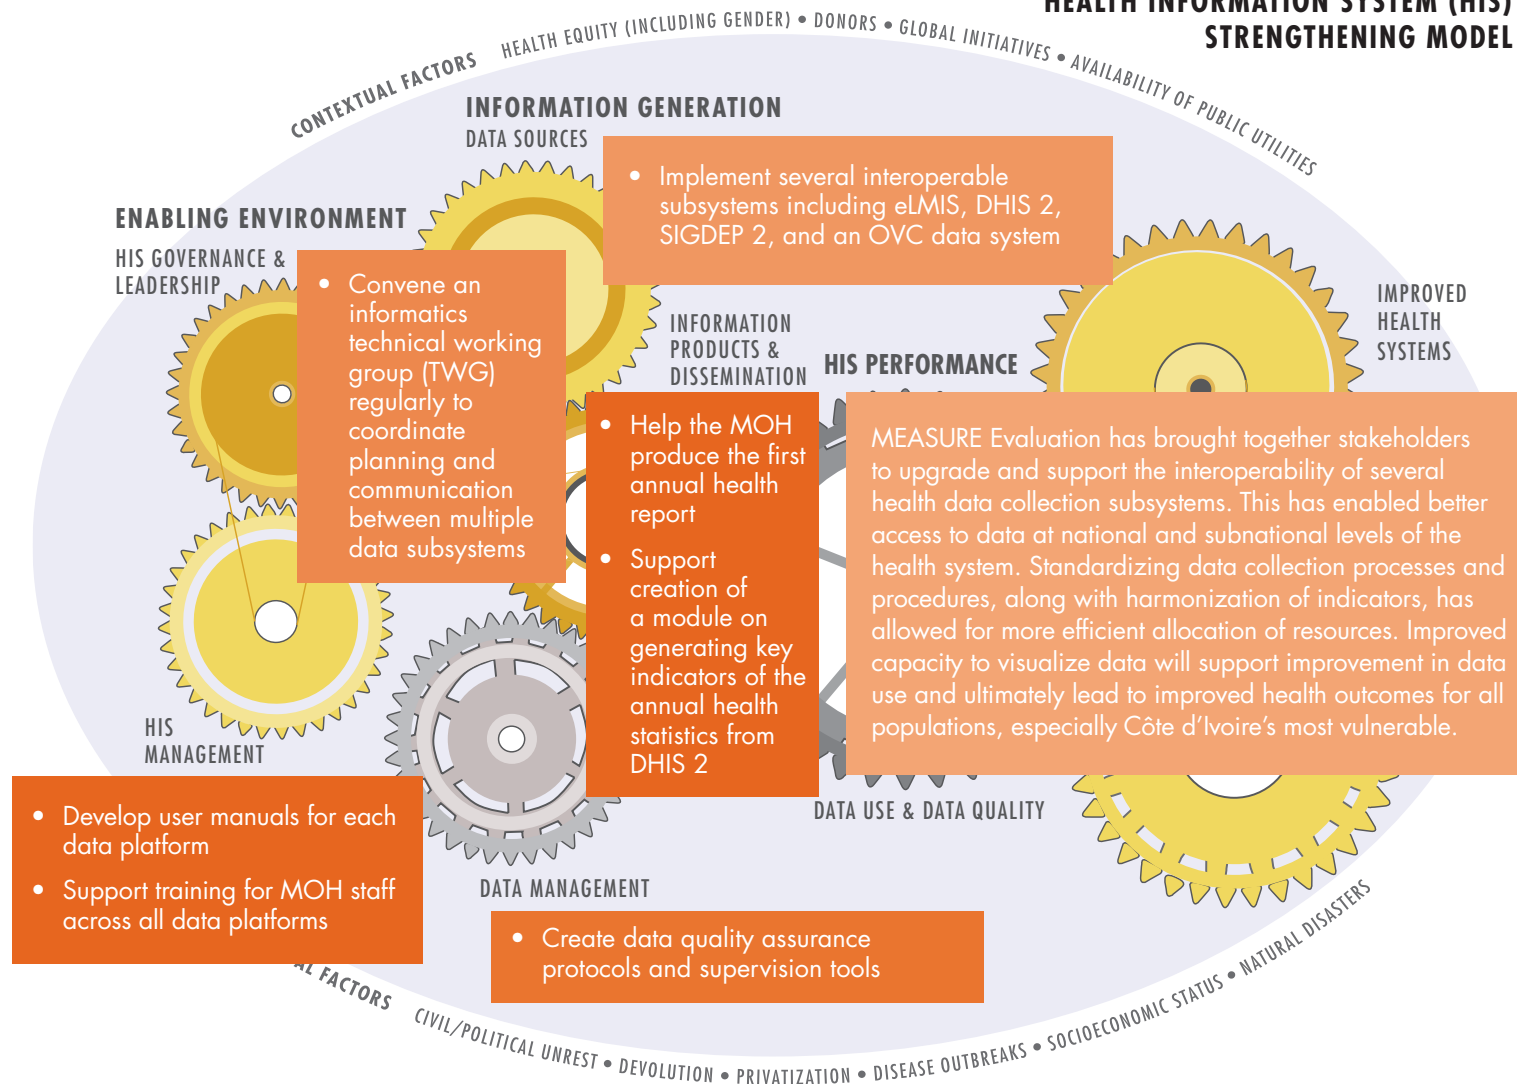 HEALTH INFORMATION SYSTEM (HIS)
STRENGTHENING MODEL
CONTEXTUAL FACTORS HEALTH EQUITY (INCLUDING GENDER) • DONORS • GLOBAL INITIATIVES • AVAILABILITY OF PUBLIC UTILITIES
INFORMATION GENERATION
DATA SOURCES
• Implement several interoperable
subsystems including eLMIS, DHIS 2,
SIGDEP 2, and an OVC data system
ENABLING ENVIRONMENT
HIS GOVERNANCE &
LEADERSHIP
• Convene an
informatics
technical working
group (TWG)
regularly to
coordinate
planning and
communication
between multiple
data subsystems
INFORMATION
PRODUCTS &
DISSEMINATION
• Help the MOH
produce the first
annual health
report
• Support
creation of
a module on
generating key
indicators of the
annual health
statistics from
DHIS 2
HIS PERFORMANCE
IMPROVED
HEALTH
SYSTEMS
MEASURE Evaluation has brought together stakeholders
to upgrade and support the interoperability of several
health data collection subsystems. This has enabled better
access to data at national and subnational levels of the
health system. Standardizing data collection processes and
procedures, along with harmonization of indicators, has
allowed for more efficient allocation of resources. Improved
capacity to visualize data will support improvement in data
use and ultimately lead to improved health outcomes for all
populations, especially Côte d’Ivoire’s most vulnerable.
DATA USE & DATA QUALITY
HIS
MANAGEMENT
• Develop user manuals for each
data platform
• Support training for MOH staff
across all data platforms
DATA MANAGEMENT
• Create data quality assurance
protocols and supervision tools
AL FACTORS CIVIL/POLITICAL UNREST • DEVOLUTION • PRIVATIZATION • DISEASE OUTBREAKS • SOCIOECONOMIC STATUS • NATURAL DISASTERS